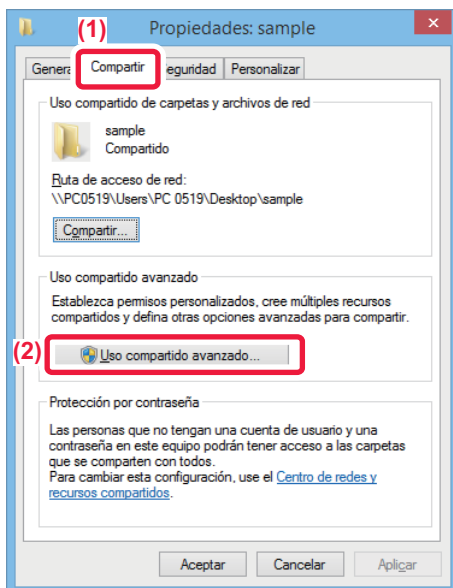 (1)
Propiedades: sample
Genera Compartir eguridad Personalizar
Uso compartido de carpetas y archivos de red
sample
Compartido
Ruta de acceso de red:
\\PC0519\Users\PC 0519\Desktop\sample
Compartir...
Uso compartido avanzado
Establezca permisos personalizados, cree múltiples recursos
compartidos y defina otras opciones avanzadas para compartir.
(2)
Uso compartido avanzado...
Protección por contraseña
Las personas que no tengan una cuenta de usuario y una
contraseña en este equipo podrán tener acceso a las carpetas
que se comparten con todos.
Para cambiar esta configuración, use el Centro de redes y
recursos compartidos.
Aceptar Cancelar Aplicar